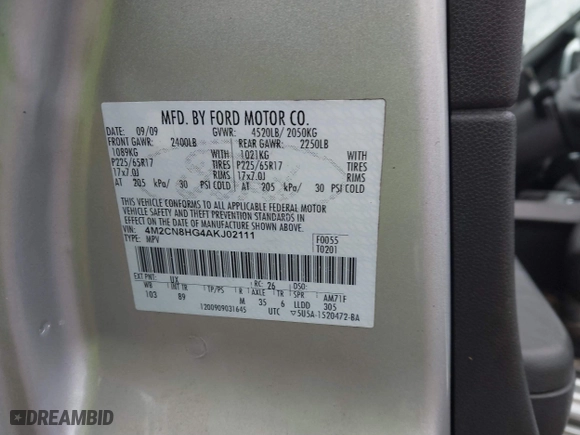 MFD. BY FORD MOTOR CO.
09/09 GVWR: 4520LB/ 2050KG
FRONT GAWR: 2400LB REAR GAWR: 2250LB
1089KG WITH 1021KG WITH
P225/65R17 TIRES P225/65R17 TIRES
17x7.0J RIMS 17x7.0J RIMS
AT 205 kPa/ 30 PSI COLD AT 205 kPa/ 30 PSI COLD
THIS VEHICLE CONFORMS TO ALL APPLICABLE FEDERAL MOTOR
VEHICLE SAFETY AND THEFT PREVENTION STANDARDS IN EFFECT ON
THE DATE OF MANUFACTURE SHOWN ABOVE.
VIN: 4M2CN8HG4AKJ02111
TYPE: MPV
F0055
T0201
EXT PNT: UX RC: 26 DSO:
WB INT TR TP/PS R AXLE TR SPR AM71F
103 B9 M 35 6 LLDD 305
1200909031645 UTC ▽5U5A-1520472-BA
DREAMBID